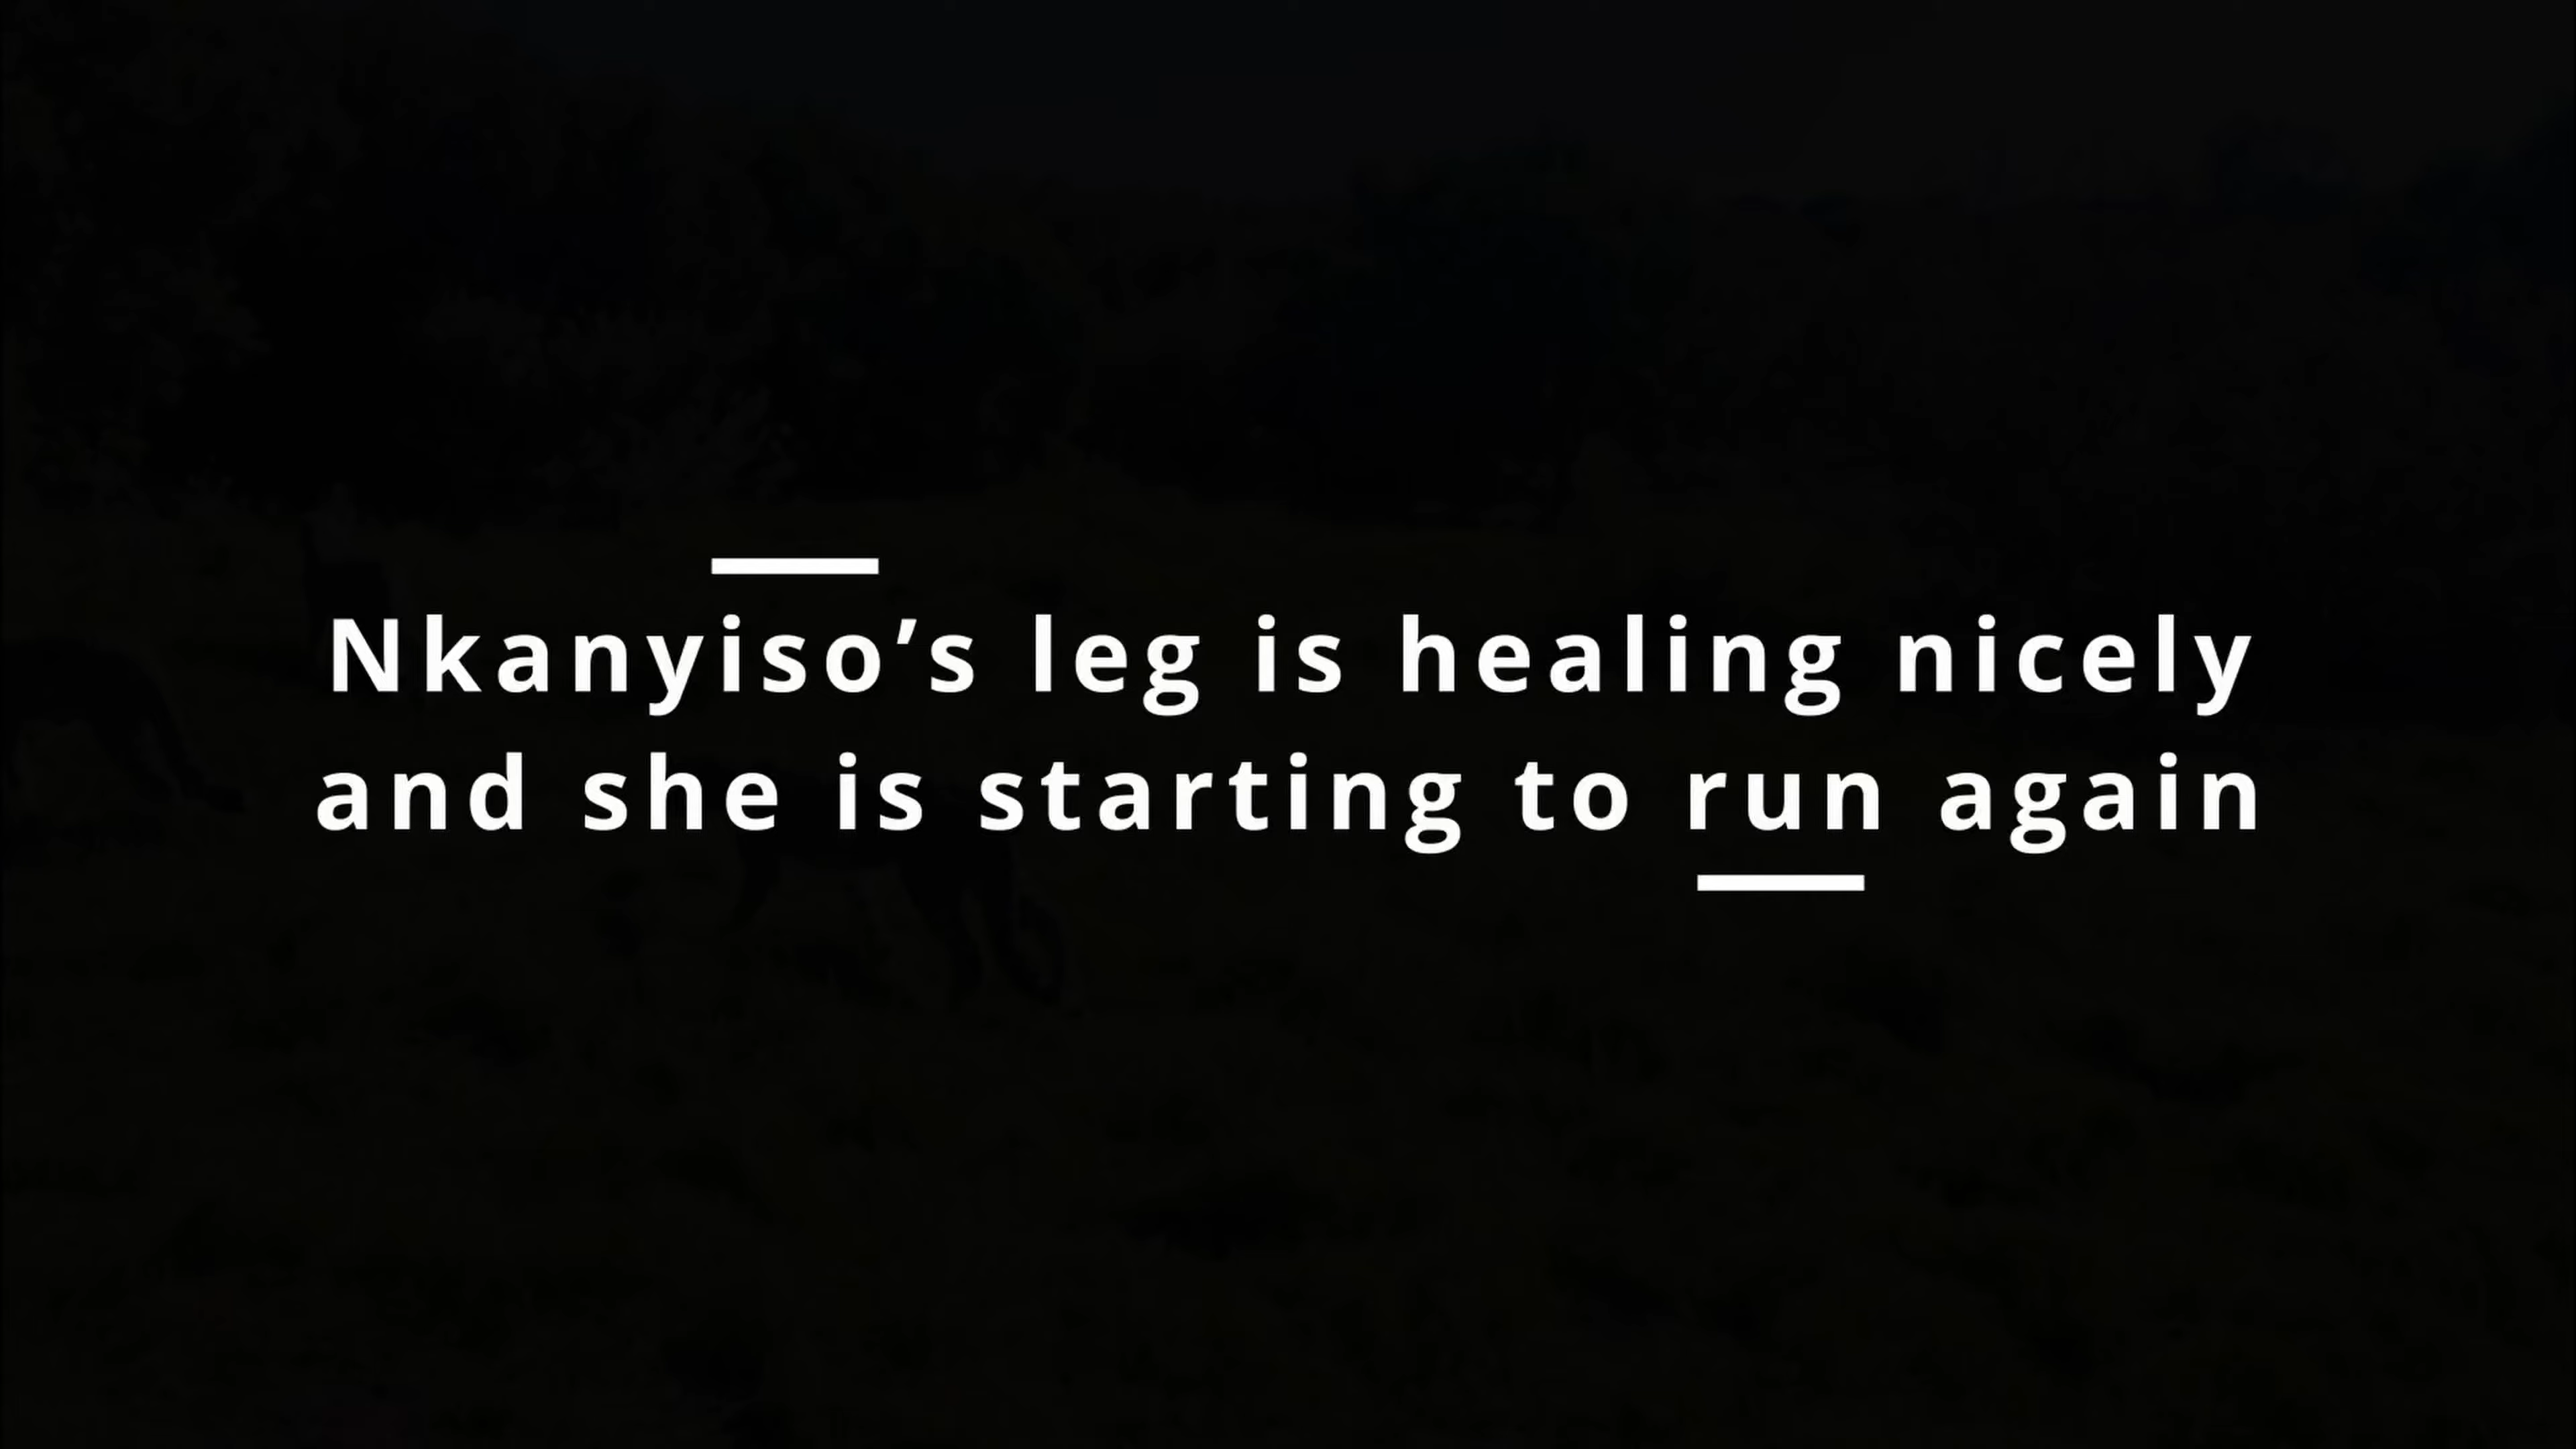 Nkanyiso’s leg is healing nicely
and she is starting to run again